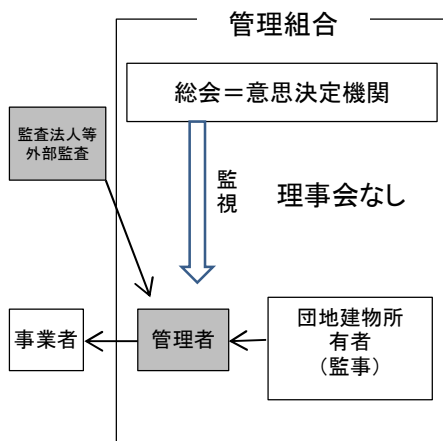 管理組合
総会＝意思決定機関
監査法人等
外部監査
監視
理事会なし
事業者
管理者
団地建物所
有者
（監事）